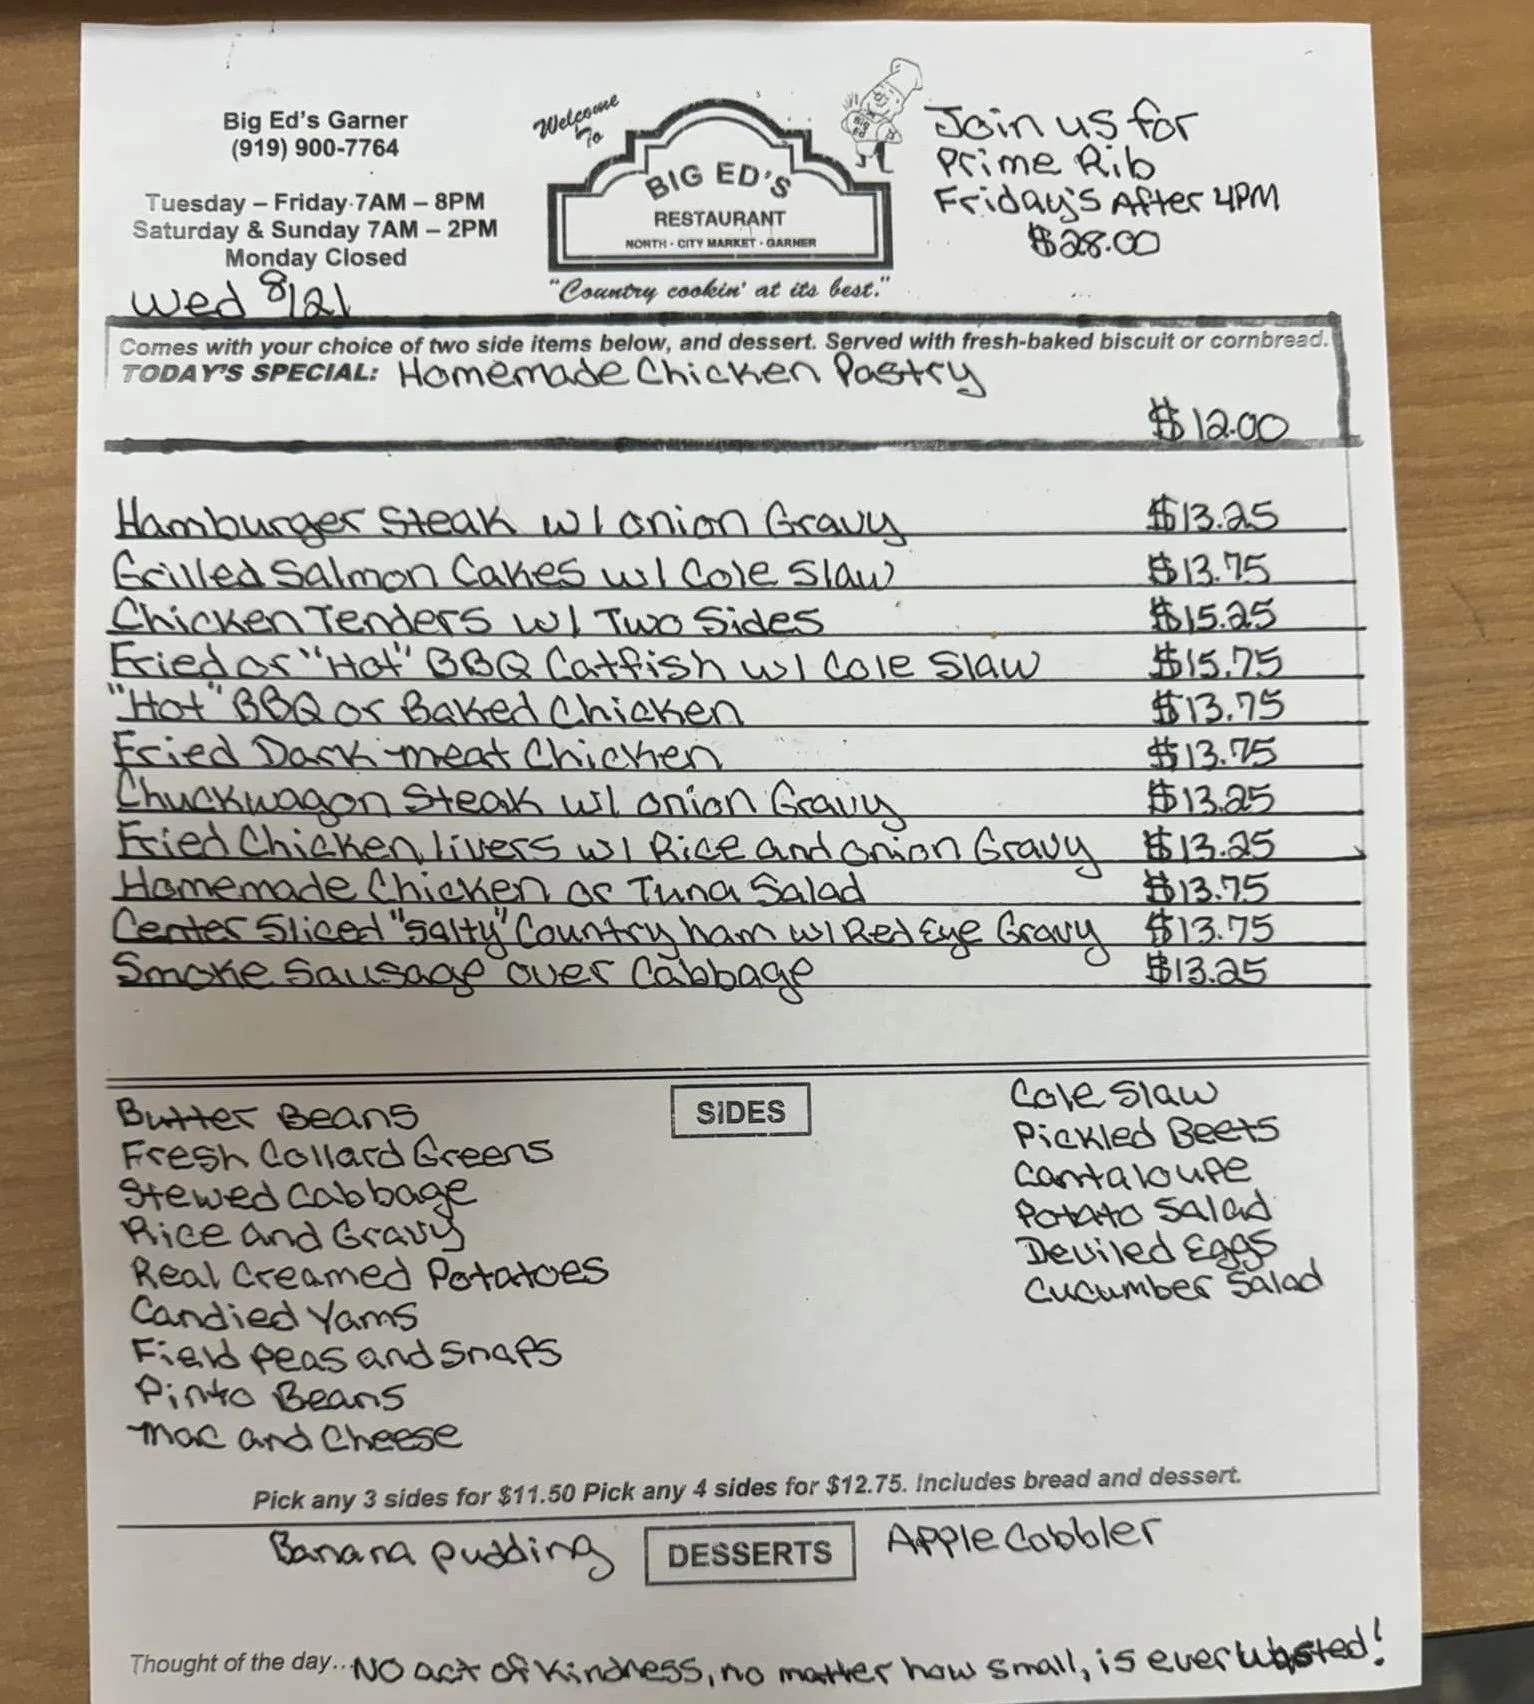 Big Ed's Garner
(919) 900-7764
Tuesday – Friday 7AM – 8PM
Saturday & Sunday 7AM – 2PM
Monday Closed
Wed 8/21
Welcome
To
BIG ED'S
RESTAURANT
NORTH · CITY MARKET · GARNER
"Country cookin' at its best."
BIG
ED
Join us for
Prime Rib
Friday's After 4PM
$28.00
Comes with your choice of two side items below, and dessert. Served with fresh-baked biscuit or cornbread.
TODAY'S SPECIAL: Homemade Chicken Pastry
$12.00
Hamburger Steak w/ onion Gravy $13.25
Grilled Salmon Cakes w/ Cole Slaw $13.75
Chicken Tenders w/ Two Sides $15.25
Fried or "Hot" BBQ Catfish w/ Cole Slaw $15.75
"Hot" BBQ or Baked Chicken $13.75
Fried Dark meat Chicken $13.75
Chuckwagon Steak w/ onion Gravy $13.25
Fried Chicken livers w/ Rice and onion Gravy $13.25
Homemade Chicken or Tuna Salad $13.75
Center Sliced "Salty" Country ham w/ Red Eye Gravy $13.75
Smoke Sausage over Cabbage $13.25
SIDES
Butter Beans
Fresh Collard Greens
Stewed Cabbage
Rice and Gravy
Real Creamed Potatoes
Candied Yams
Field peas and snaps
Pinto Beans
Mac and Cheese
Cole Slaw
Pickled Beets
Cantaloupe
Potato Salad
Deviled Eggs
Cucumber Salad
Pick any 3 sides for $11.50 Pick any 4 sides for $12.75. Includes bread and dessert.
Banana pudding DESSERTS Apple Cobbler
Thought of the day... No act of kindness, no matter how small, is ever wasted!